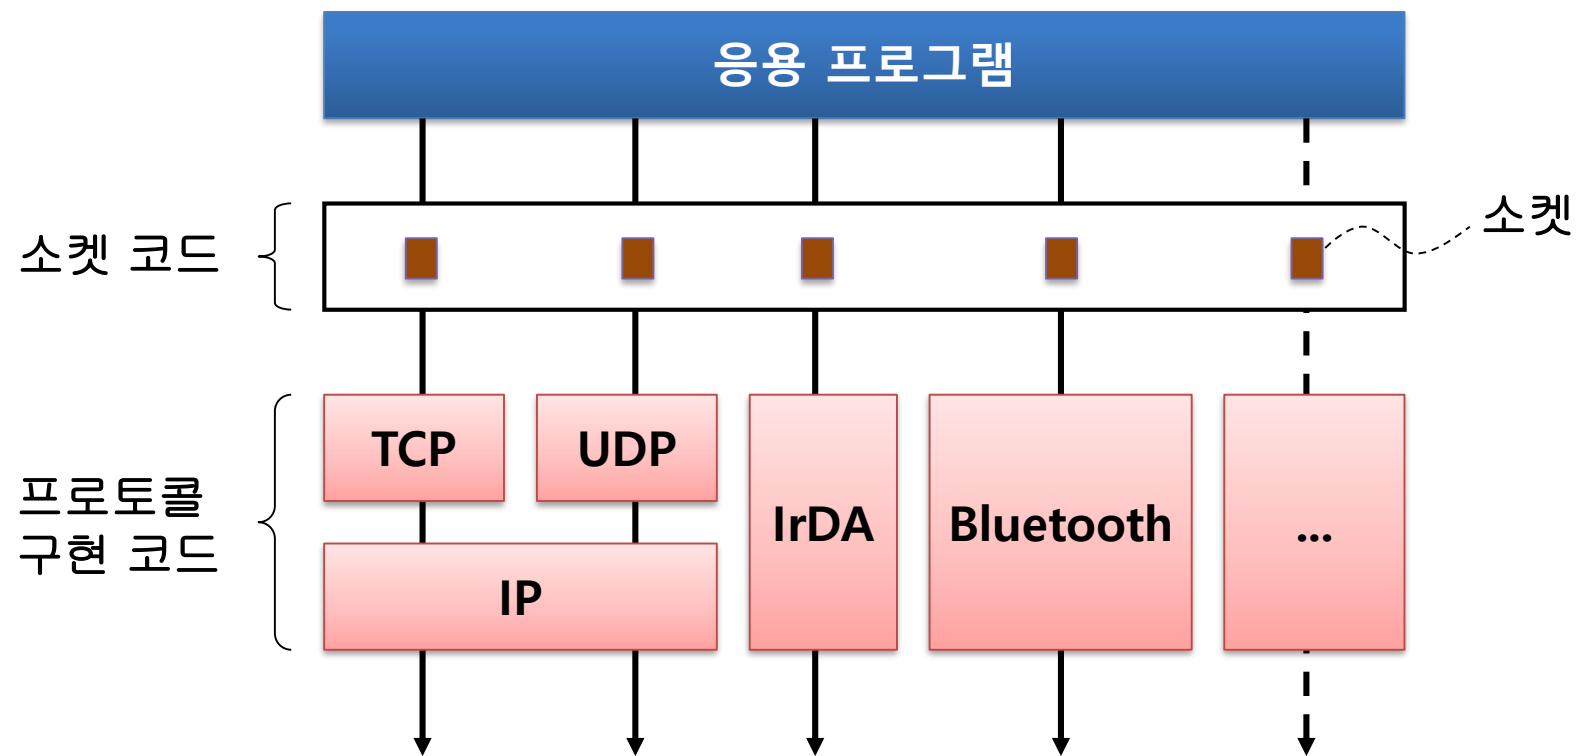 응용 프로그램
소켓
소켓 코드
TCP
UDP
프로토콜
구현 코드
IrDA
Bluetooth
...
IP